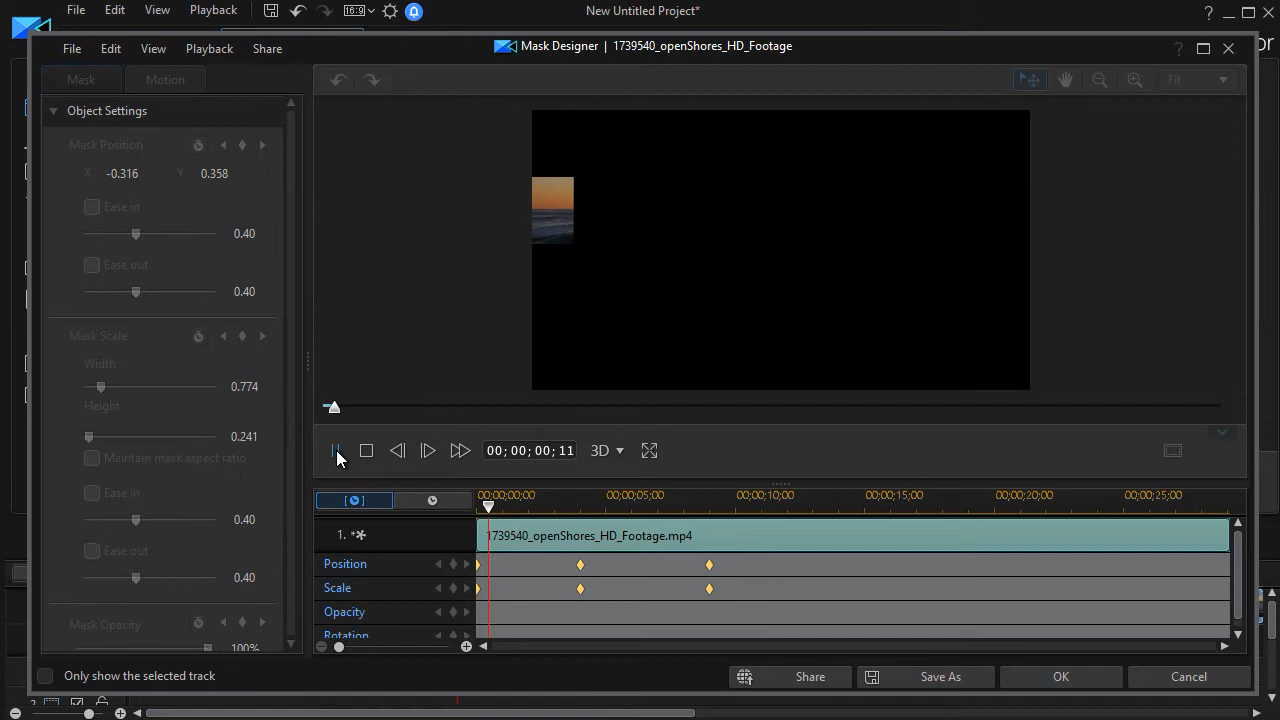 File Edit View Playback 16:9 New Untitled Project* ?
Mask Designer | 1739540_openShores_HD_Footage ?
File Edit View Playback Share
or
Mask Motion
Fit
Object Settings
Mask Position
X -0.316 Y 0.358
Ease in
0.40
Ease out
0.40
Mask Scale
Width
0.774
Height
0.241
Maintain mask aspect ratio
Ease in
0.40
Ease out
0.40
Mask Opacity
100%
00; 00; 00; 11 3D
00;00;00;00 00;00;05;00 00;00;10;00 00;00;15;00 00;00;20;00 00;00;25;00
1. 1739540_openShores_HD_Footage.mp4
Position
Scale
Opacity
Rotation
Only show the selected track
Share Save As OK Cancel
2